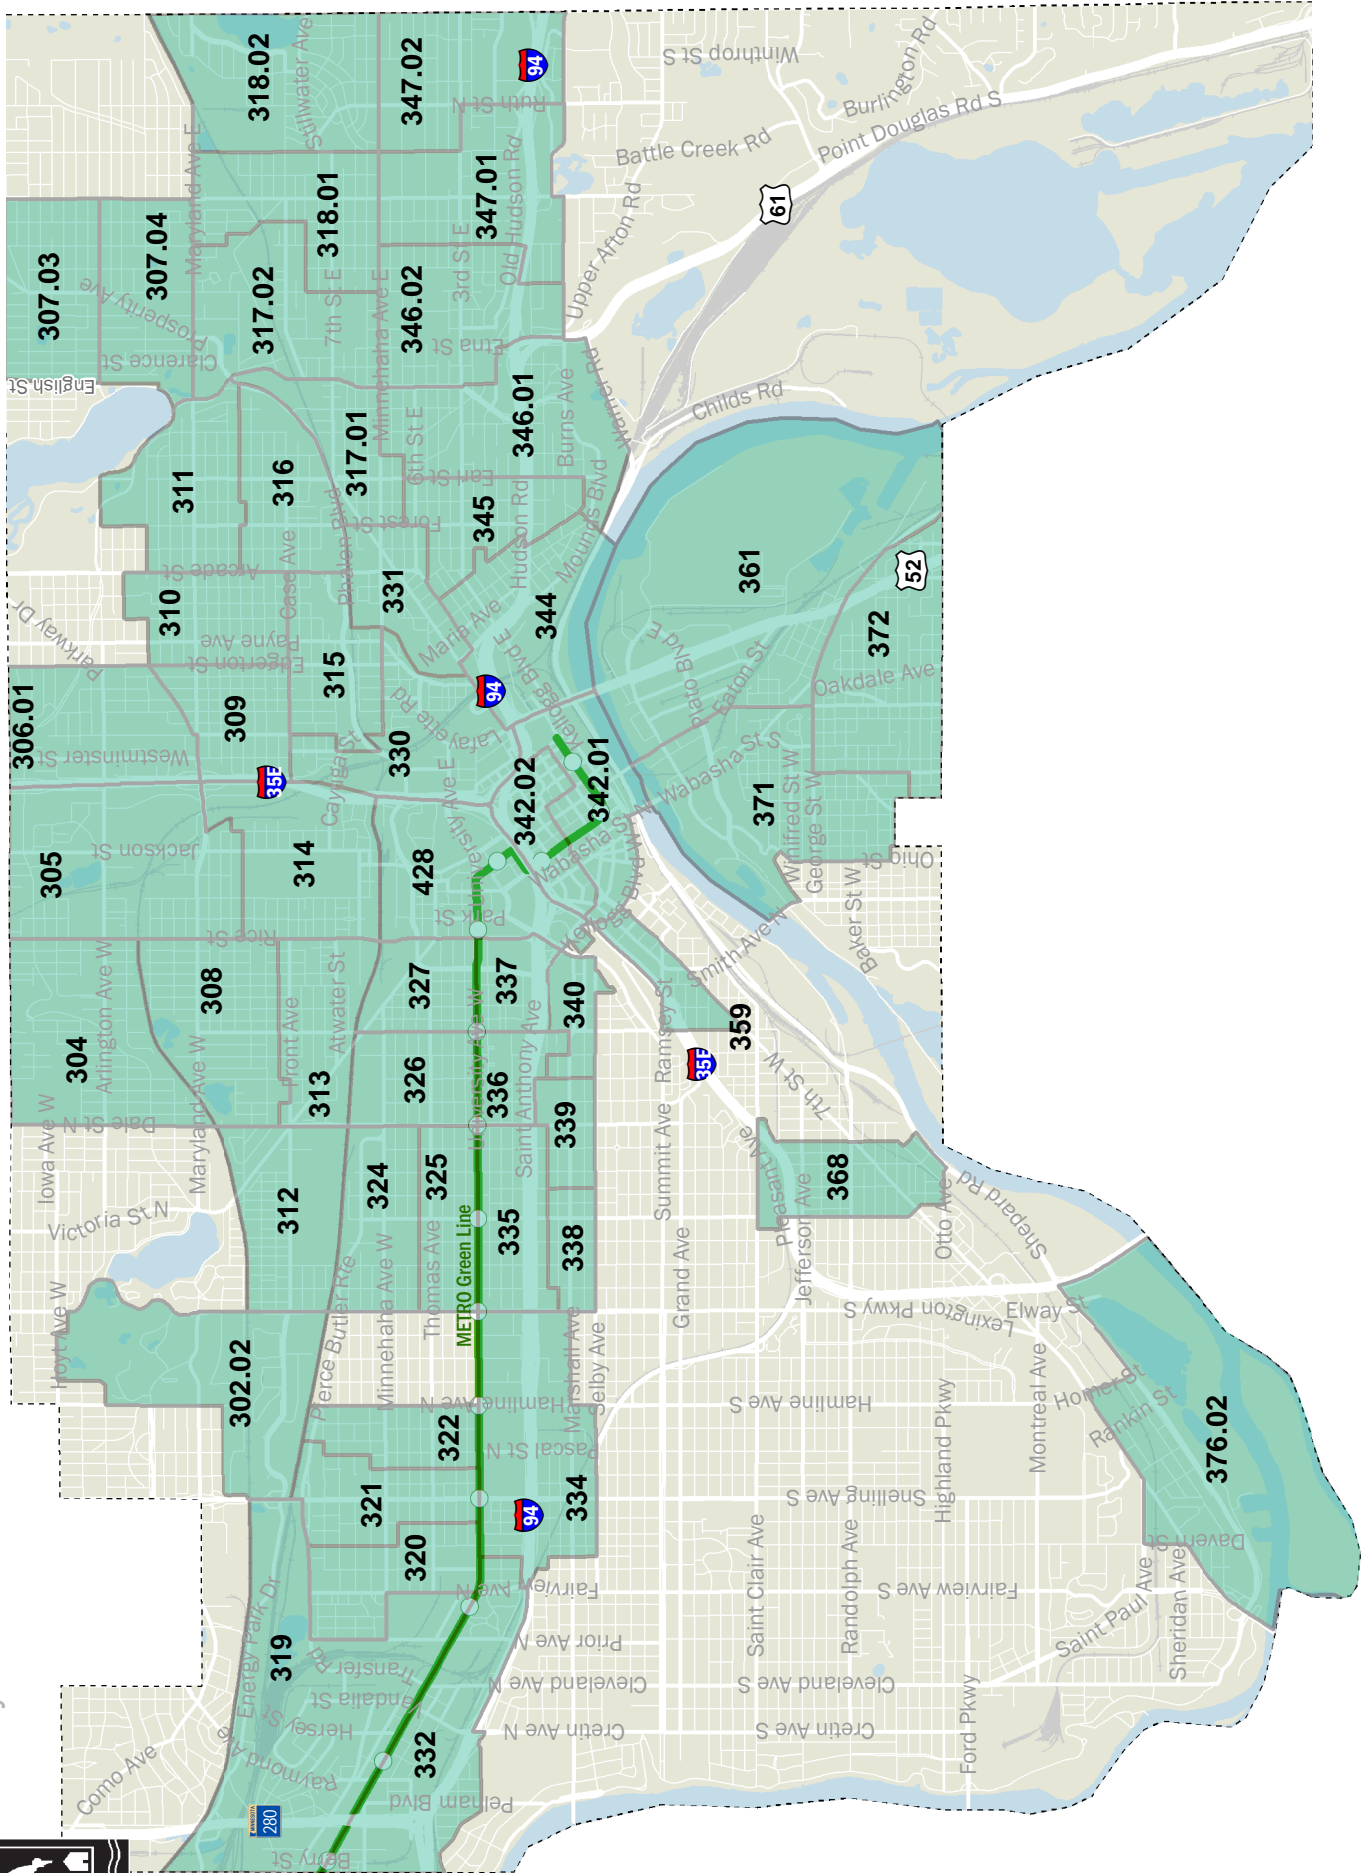 318.02
Stillwater Ave
347.02
94
Ruth St N
Winthrop St S
Burlington Rd
Point Douglas Rd S
Battle Creek Rd
Maryland Ave E
307.03
307.04
Prosperity Ave
318.01
347.01
Old Hudson Rd
3rd St E
Upper Afton Rd
61
317.02
7th St E
Minnehaha Ave E
346.02
Etna St
Clarence St
English St
346.01
Burns Ave
Warner Rd
Childs Rd
311
316
317.01
6th St E
Earl St
345
Hudson Rd
Mounds Blvd
Forest St
Phalen Blvd
Case Ave
Arcade St
310
Payne Ave
Edgerton St
Parkway Dr
331
Maria Ave
344
Kellogg Blvd E
361
52
372
Oakdale Ave
Plato Blvd E
Eaton St
306.01
Westminster St
309
315
35E
Cayuga St
330
Lafayette Rd
94
Kellogg Blvd
342.01
342.02
Wabasha St S
371
Winifred St W
George St W
Ohio St
Baker St W
305
Jackson St
314
428
University Ave E
Wabasha St N
Park St
Rice St
Kellogg Blvd W
Smith Ave N
304
Arlington Ave W
308
Front Ave
Atwater St
327
337
340
Saint Anthony Ave
University Ave W
359
Ramsey St
35E
7th St W
Iowa Ave W
Dale St N
Maryland Ave W
313
326
336
339
Summit Ave
Pleasant Ave
368
Jefferson Ave
Otto Ave
Shepard Rd
Victoria St N
312
324
325
335
338
Grand Ave
Hoyt Ave W
Pierce Butler Rte
Minnehaha Ave W
Thomas Ave
METRO Green Line
Marshall Ave
Selby Ave
Lexington Pkwy S
Elway St
302.02
Hamline Ave N
Hamline Ave S
Highland Pkwy
Montreal Ave
Homer St
Rankin St
376.02
322
Pascal St N
321
94
334
Snelling Ave S
Davern St
320
Fairview Ave N
Saint Clair Ave
Randolph Ave
Fairview Ave S
Saint Paul Ave
Sheridan Ave
Energy Park Dr
319
Transfer Rd
Prior Ave N
Cleveland Ave N
Cleveland Ave S
Vandalia St
Hersey St
Cretin Ave N
Cretin Ave S
Ford Pkwy
Como Ave
Raymond Ave
332
Pelham Blvd
MINNESOTA
280
Berry St